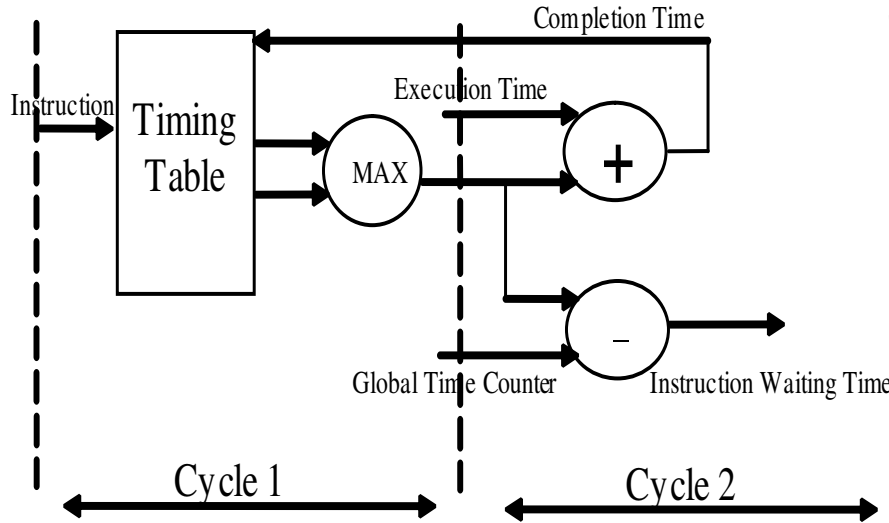 Completion Time
Execution Time
Instruction
Timing
Table
MAX
+
Global Time Counter
−
Instruction Waiting Time
Cycle 1
Cycle 2